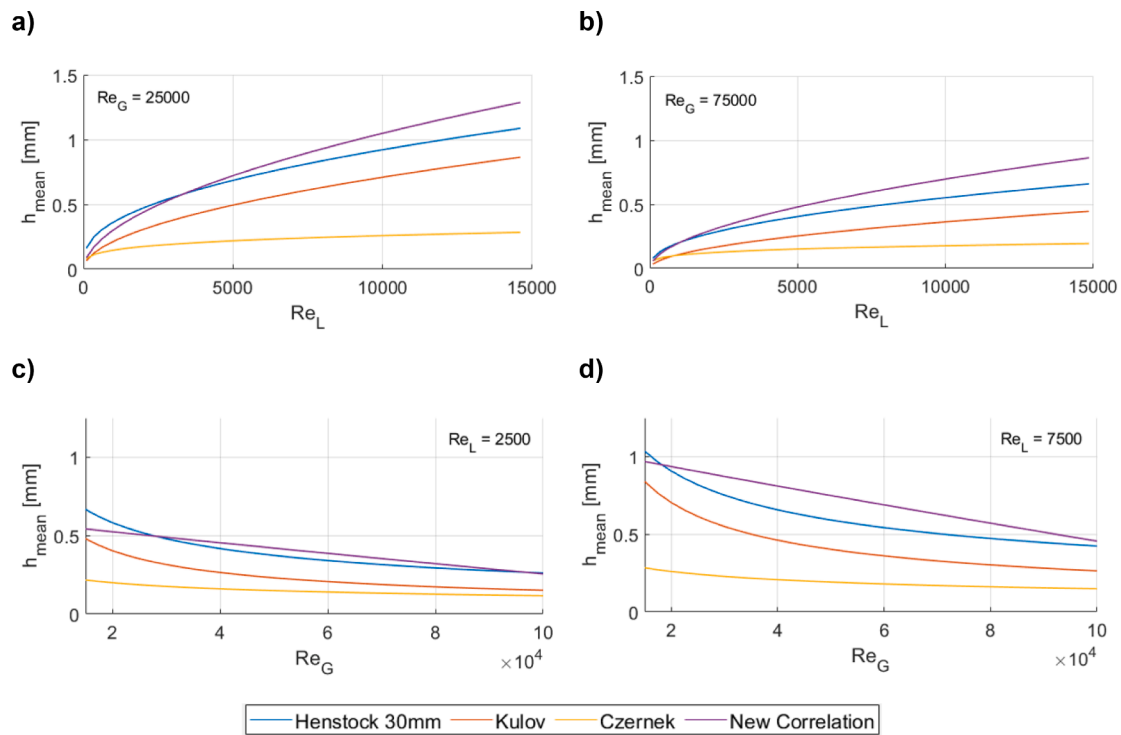 a)
1.5
1
0.5
0
h_mean [mm]
Re_G = 25000
0 5000 10000 15000
Re_L
b)
1.5
1
0.5
0
h_mean [mm]
Re_G = 75000
0 5000 10000 15000
Re_L
c)
1
0.5
0
h_mean [mm]
Re_L = 2500
2 4 6 8 10
Re_G
×10^4
d)
1
0.5
0
h_mean [mm]
Re_L = 7500
2 4 6 8 10
Re_G
×10^4
Henstock 30mm Kulov Czernek New Correlation